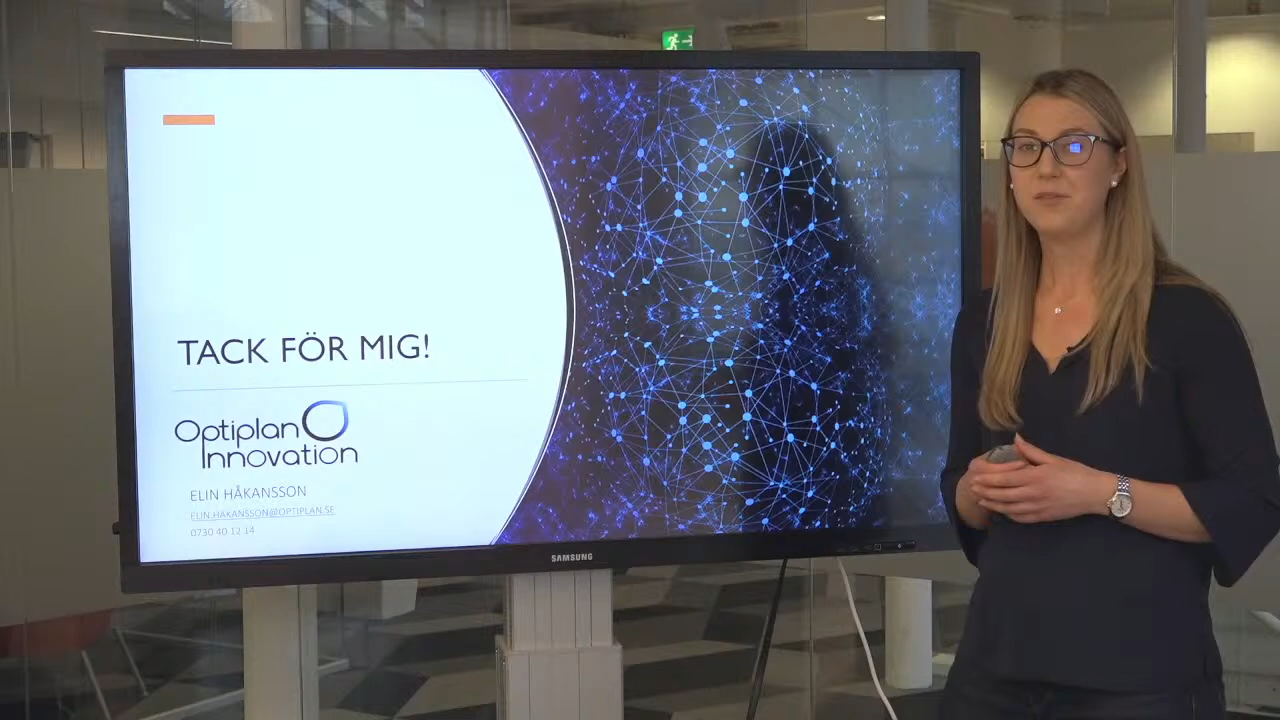 TACK FÖR MIG!
Optiplan
Innovation
ELIN HÅKANSSON
ELIN.HAKANSSON@OPTIPLAN.SE
0730 40 12 14
SAMSUNG